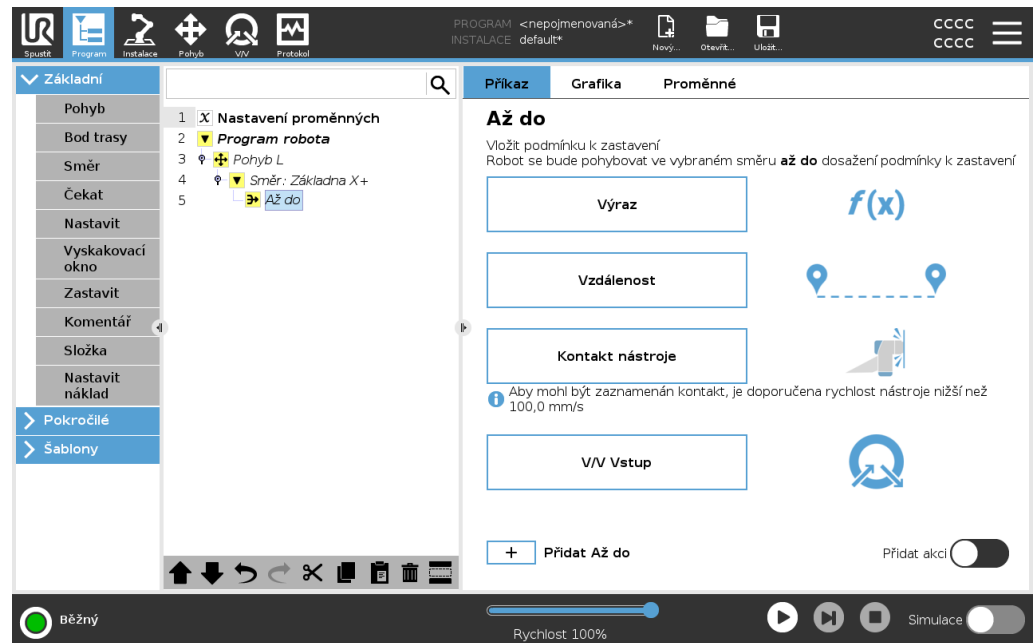 UR
Spustit
Program
Instalace
Pohyb
V/V
Protokol
PROGRAM <nepojmenovaná>*
INSTALACE default*
Nový...
Otevřít...
Uložit...
CCCC
CCCC
Základní
Pohyb
Bod trasy
Směr
Čekat
Nastavit
Vyskakovací
okno
Zastavit
Komentář
Složka
Nastavit
náklad
Pokročilé
Šablony
1 X Nastavení proměnných
2 Program robota
3 Pohyb L
4 Směr: Základna X+
5 Až do
Příkaz
Grafika
Proměnné
Až do
Vložit podmínku k zastavení
Robot se bude pohybovat ve vybraném směru až do dosažení podmínky k zastavení
Výraz
f(x)
Vzdálenost
Kontakt nástroje
Aby mohl být zaznamenán kontakt, je doporučena rychlost nástroje nižší než
100,0 mm/s
V/V Vstup
+ Přidat Až do
Přidat akci
Běžný
Rychlost 100%
Simulace